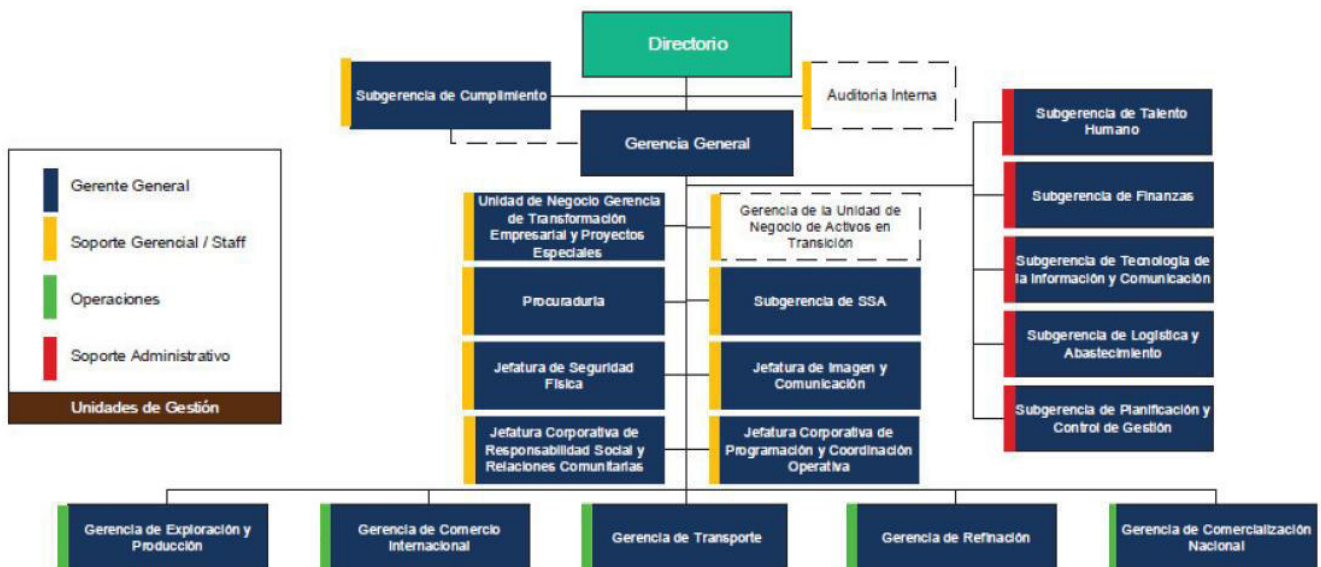 Directorio
Subgerencia de Cumplimiento
Auditoria Interna
Gerencia General
Subgerencia de Talento
Humano
Subgerencia de Finanzas
Subgerencia de Tecnología de
la Información y Comunicación
Subgerencia de Logística y
Abastecimiento
Subgerencia de Planificación y
Control de Gestión
Gerente General
Soporte Gerencial / Staff
Operaciones
Soporte Administrativo
Unidades de Gestión
Unidad de Negocio Gerencia
de Transformación
Empresarial y Proyectos
Especiales
Gerencia de la Unidad de
Negocio de Activos en
Transición
Procuraduría
Subgerencia de SSA
Jefatura de Seguridad
Física
Jefatura de Imagen y
Comunicación
Jefatura Corporativa de
Responsabilidad Social y
Relaciones Comunitarias
Jefatura Corporativa de
Programación y Coordinación
Operativa
Gerencia de Exploración y
Producción
Gerencia de Comercio
Internacional
Gerencia de Transporte
Gerencia de Refinación
Gerencia de Comercialización
Nacional